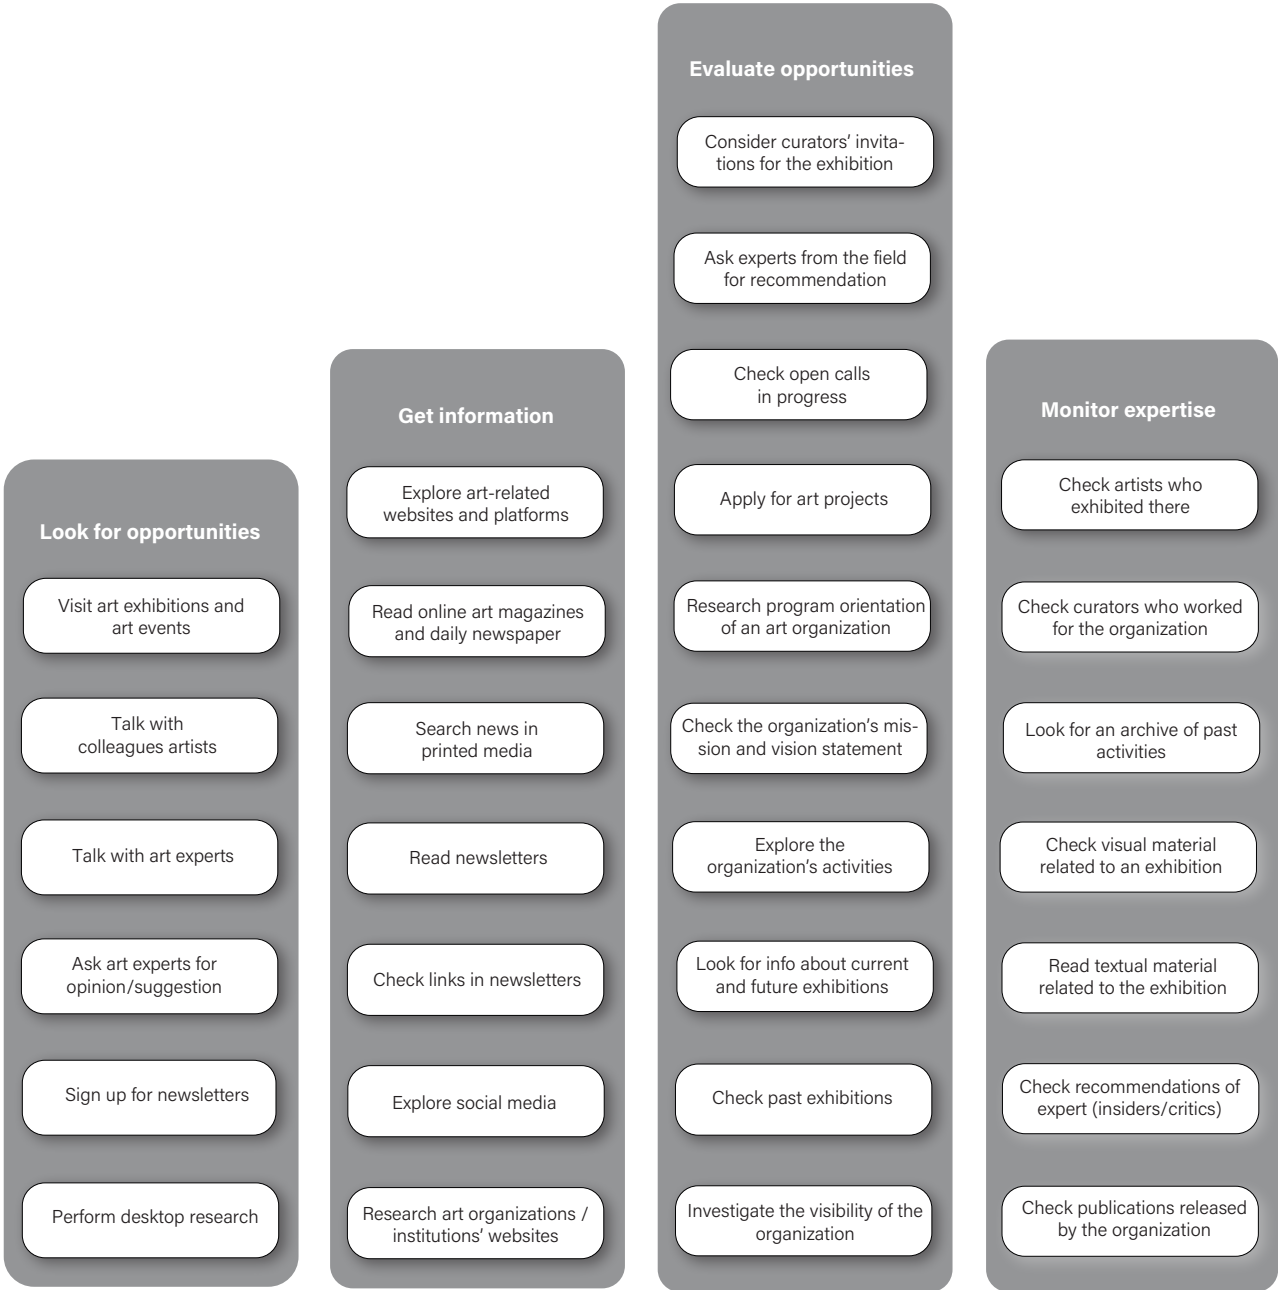 Look for opportunities
Visit art exhibitions and
art events
Talk with
colleagues artists
Talk with art experts
Ask art experts for
opinion/suggestion
Sign up for newsletters
Perform desktop research
Get information
Explore art-related
websites and platforms
Read online art magazines
and daily newspaper
Search news in
printed media
Read newsletters
Check links in newsletters
Explore social media
Research art organizations /
institutions’ websites
Evaluate opportunities
Consider curators’ invita-
tions for the exhibition
Ask experts from the field
for recommendation
Check open calls
in progress
Apply for art projects
Research program orientation
of an art organization
Check the organization’s mis-
sion and vision statement
Explore the
organization’s activities
Look for info about current
and future exhibitions
Check past exhibitions
Investigate the visibility of the
organization
Monitor expertise
Check artists who
exhibited there
Check curators who worked
for the organization
Look for an archive of past
activities
Check visual material
related to an exhibition
Read textual material
related to the exhibition
Check recommendations of
expert (insiders/critics)
Check publications released
by the organization